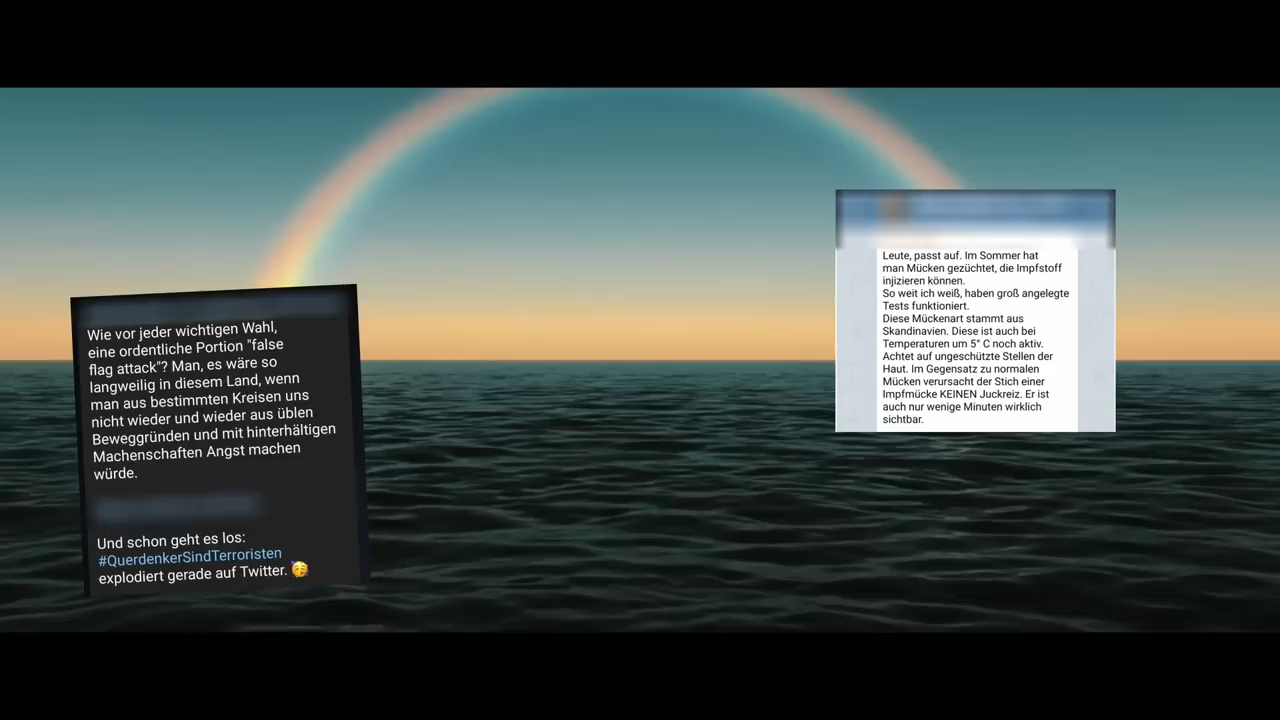 Wie vor jeder wichtigen Wahl,
eine ordentliche Portion "false
flag attack"? Man, es wäre so
langweilig in diesem Land, wenn
man aus bestimmten Kreisen uns
nicht wieder und wieder aus üblen
Beweggründen und mit hinterhältigen
Machenschaften Angst machen
würde.
Und schon geht es los:
#QuerdenkerSindTerroristen
explodiert gerade auf Twitter. 🥳
Leute, passt auf. Im Sommer hat
man Mücken gezüchtet, die Impfstoff
injizieren können.
So weit ich weiß, haben groß angelegte
Tests funktioniert.
Diese Mückenart stammt aus
Skandinavien. Diese ist auch bei
Temperaturen um 5° C noch aktiv.
Achtet auf ungeschützte Stellen der
Haut. Im Gegensatz zu normalen
Mücken verursacht der Stich einer
Impfmücke KEINEN Juckreiz. Er ist
auch nur wenige Minuten wirklich
sichtbar.